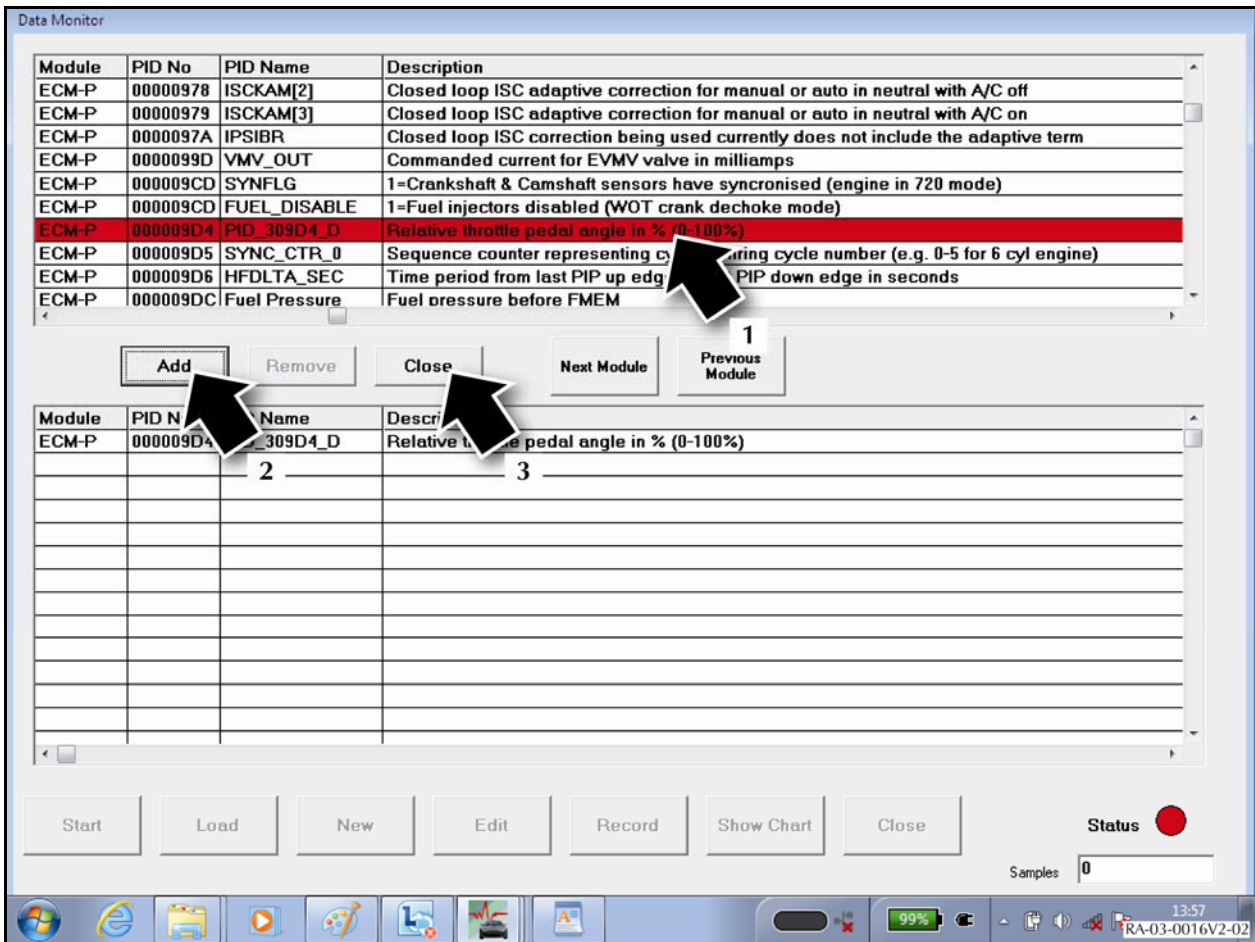 Data Monitor
Module PID No PID Name Description
ECM-P 00000978 ISCKAM[2] Closed loop ISC adaptive correction for manual or auto in neutral with A/C off
ECM-P 00000979 ISCKAM[3] Closed loop ISC adaptive correction for manual or auto in neutral with A/C on
ECM-P 0000097A IPSIBR Closed loop ISC correction being used currently does not include the adaptive term
ECM-P 0000099D VMV_OUT Commanded current for EVMV valve in milliamps
ECM-P 000009CD SYNFLG 1=Crankshaft & Camshaft sensors have syncronised (engine in 720 mode)
ECM-P 000009CD FUEL_DISABLE 1=Fuel injectors disabled (WOT crank dechoke mode)
ECM-P 000009D4 PID_309D4_D Relative throttle pedal angle in % (0-100%)
ECM-P 000009D5 SYNC_CTR_0 Sequence counter representing cycle number (e.g. 0-5 for 6 cyl engine)
ECM-P 000009D6 HFDLTA_SEC Time period from last PIP up PIP down edge in seconds
ECM-P 000009DC Fuel Pressure Fuel pressure before FMEM
1
Add Remove Close Next Module Previous Module
Module PID Name
ECM-P 000009D4 309D4_D Relative pedal angle in % (0-100%)
2 3
Start Load New Edit Record Show Chart Close Status
Samples 0
99% 13:57
RA-03-0016V2-02